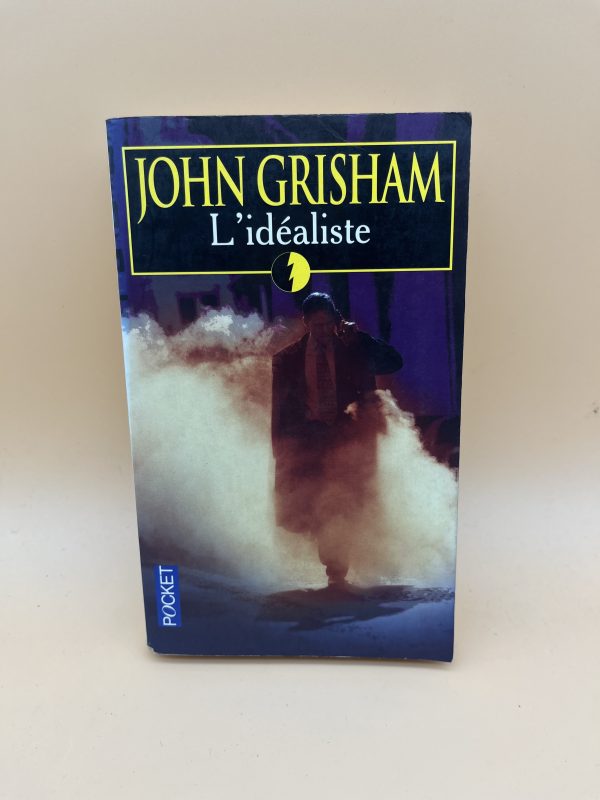 JOHN GRISHAM
L'idéaliste
POCKET